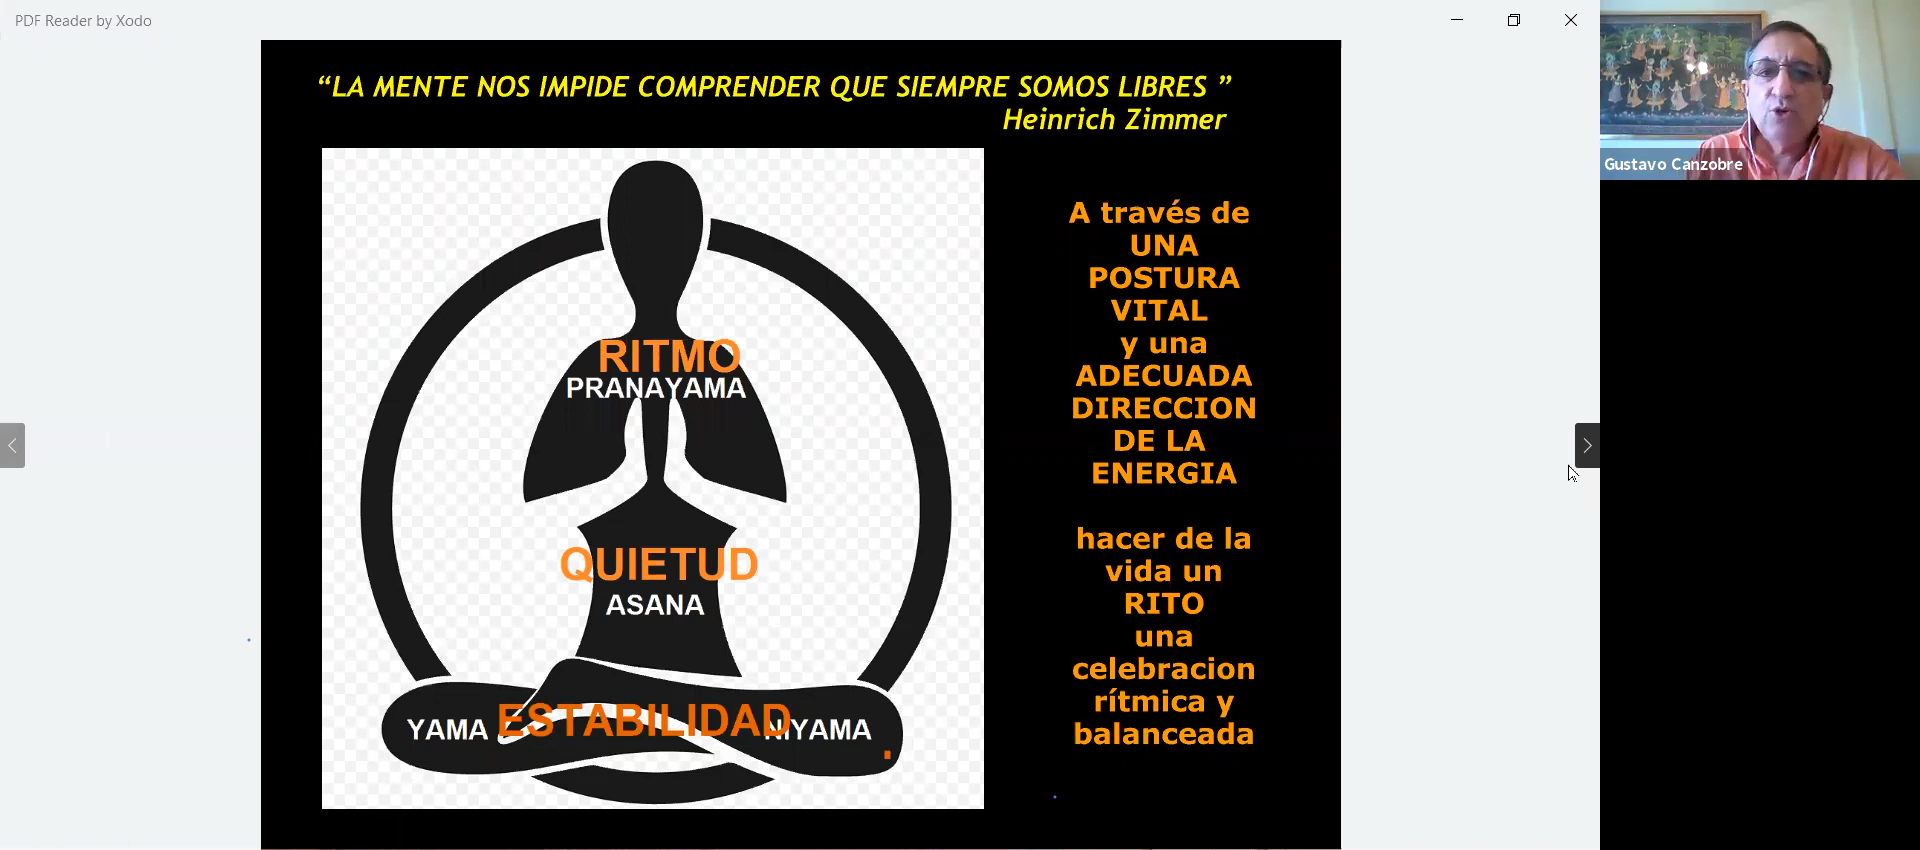 PDF Reader by Xodo
“LA MENTE NOS IMPIDE COMPRENDER QUE SIEMPRE SOMOS LIBRES ”
Heinrich Zimmer
RITMO
PRANAYAMA
QUIETUD
ASANA
YAMA ESTABILIDAD NIYAMA
.
A través de
UNA
POSTURA
VITAL
y una
ADECUADA
DIRECCION
DE LA
ENERGIA
hacer de la
vida un
RITO
una
celebracion
rítmica y
balanceada
Gustavo Canzobre